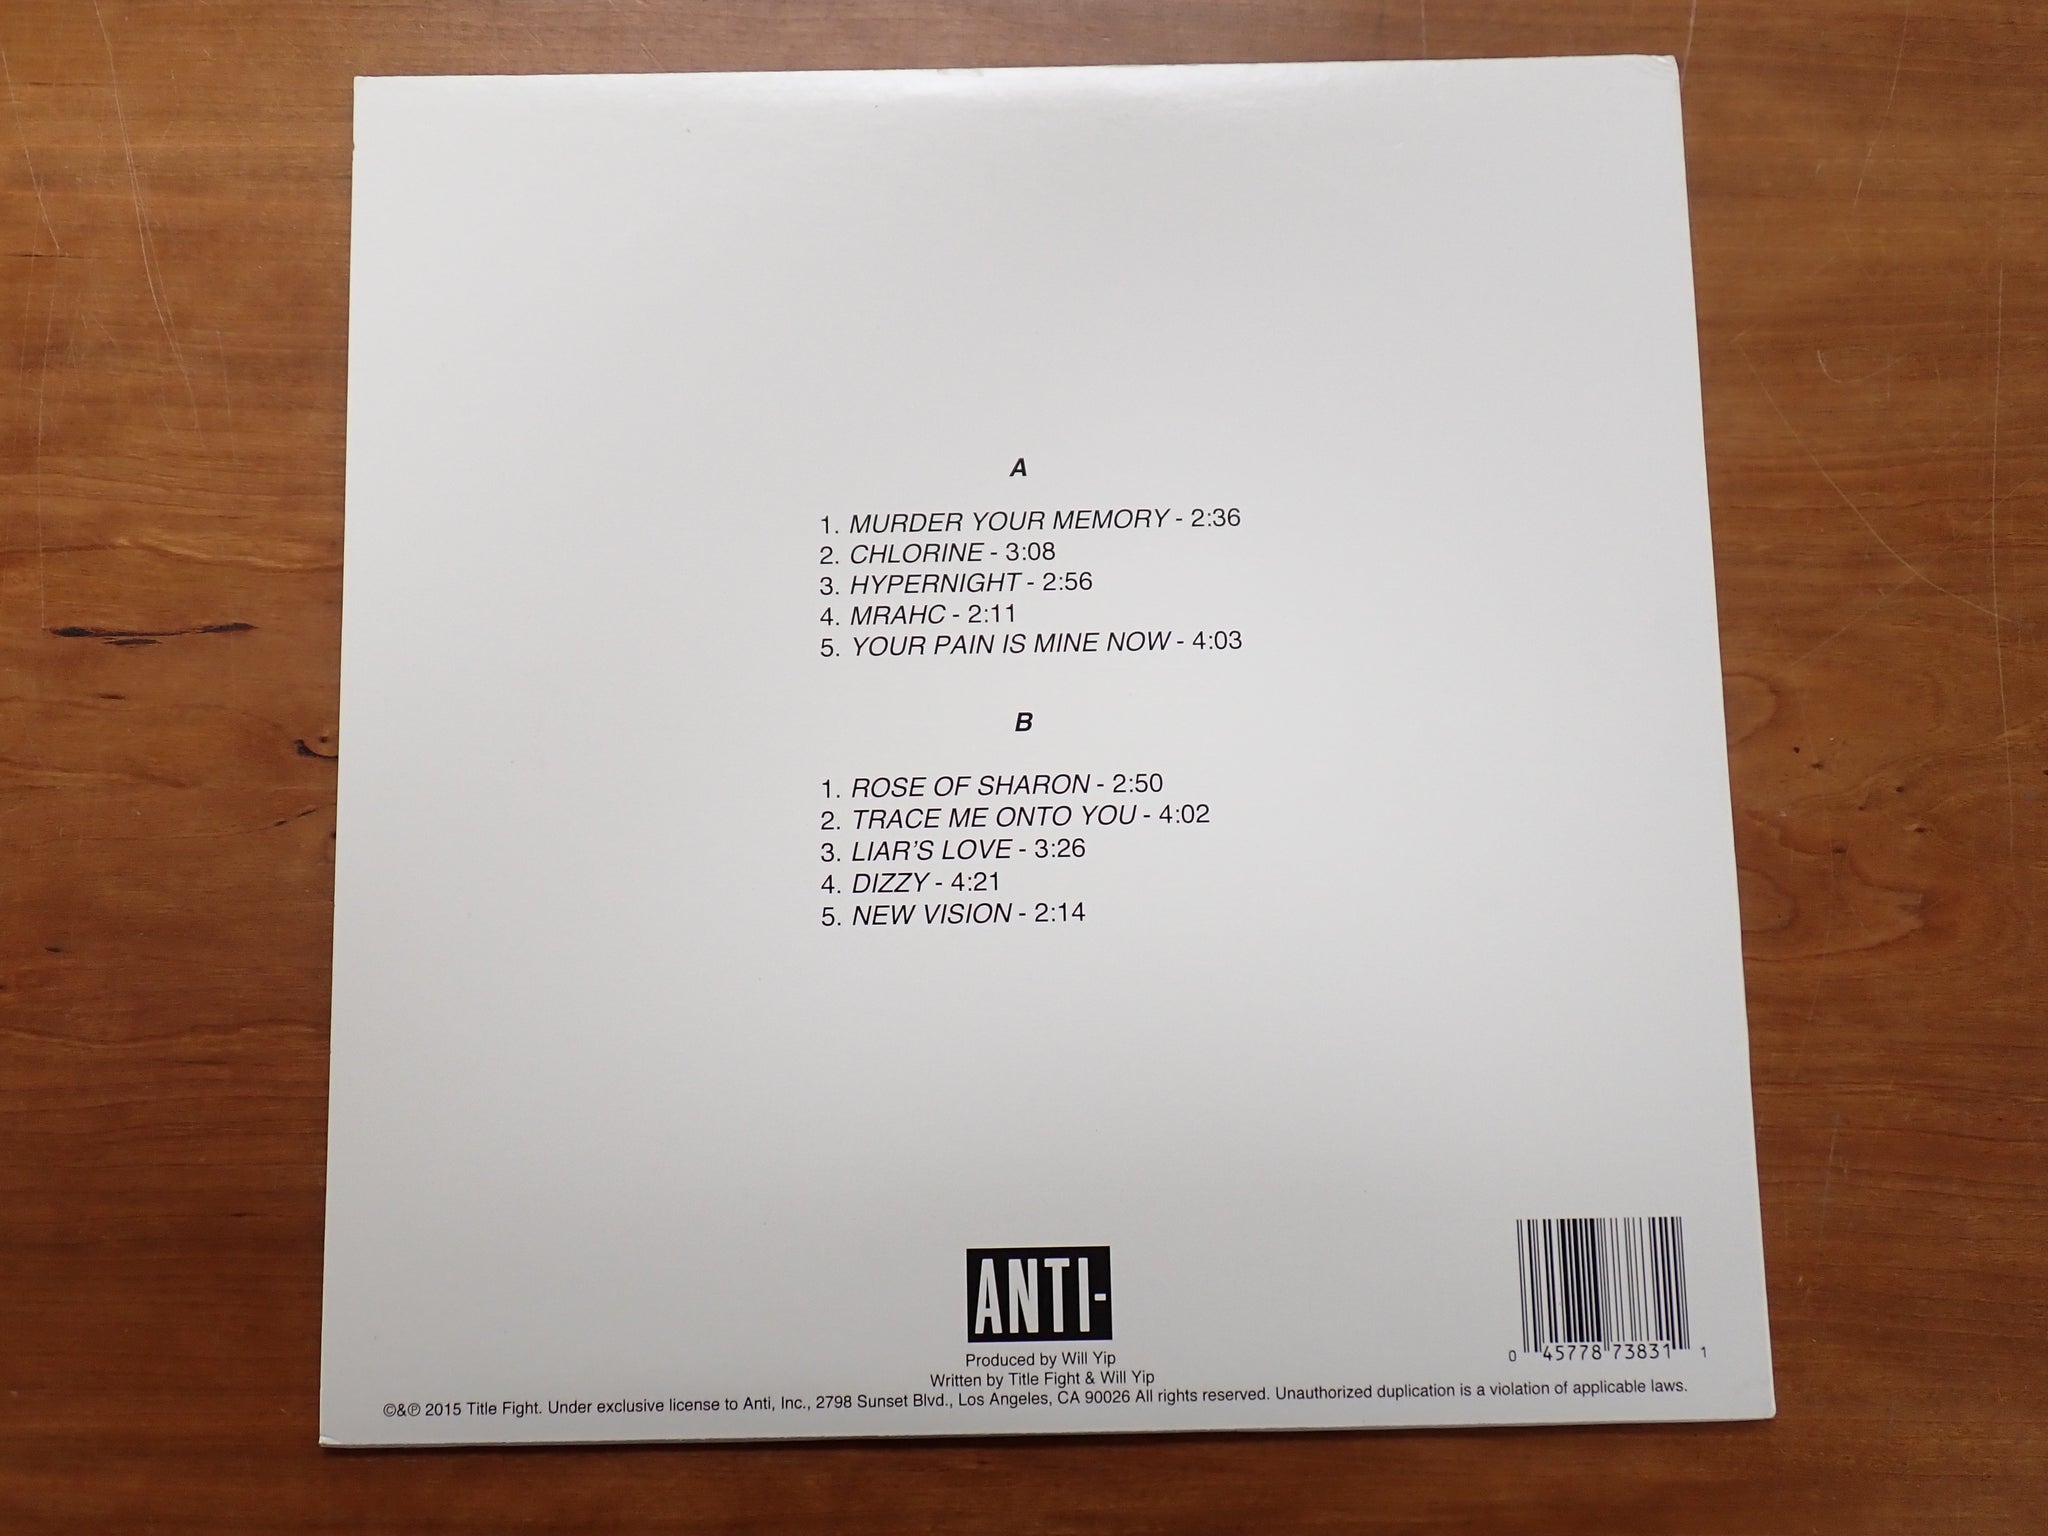 A
1. MURDER YOUR MEMORY - 2:36
2. CHLORINE - 3:08
3. HYPERNIGHT - 2:56
4. MRAHC - 2:11
5. YOUR PAIN IS MINE NOW - 4:03
B
1. ROSE OF SHARON - 2:50
2. TRACE ME ONTO YOU - 4:02
3. LIAR'S LOVE - 3:26
4. DIZZY - 4:21
5. NEW VISION - 2:14
ANTI-
Produced by Will Yip
Written by Title Fight & Will Yip
©&℗ 2015 Title Fight. Under exclusive license to Anti, Inc., 2798 Sunset Blvd., Los Angeles, CA 90026 All rights reserved. Unauthorized duplication is a violation of applicable laws.
0 45778 73831 1